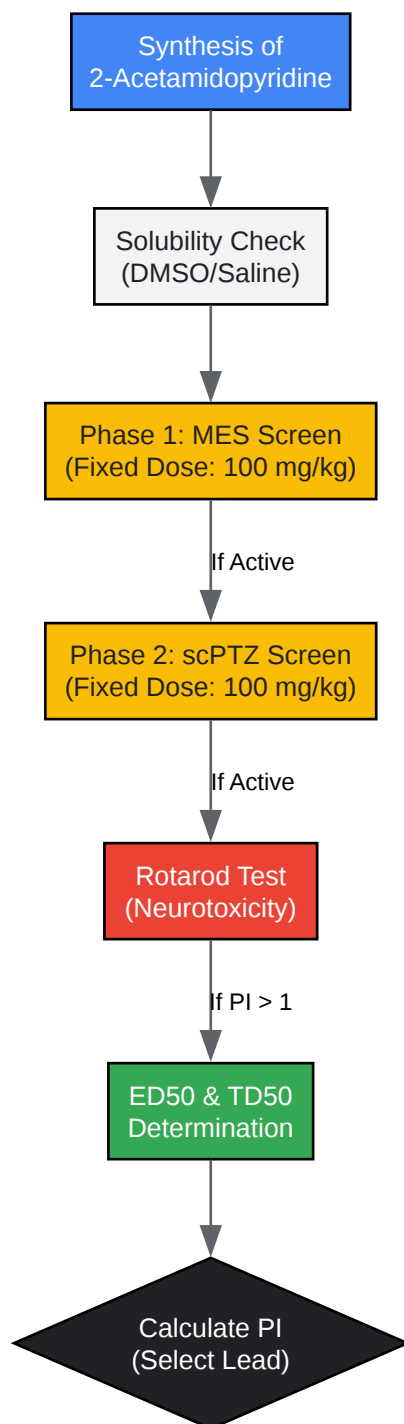 Synthesis of
2-Acetamidopyridine
Solubility Check
(DMSO/Saline)
Phase 1: MES Screen
(Fixed Dose: 100 mg/kg)
If Active
Phase 2: scPTZ Screen
(Fixed Dose: 100 mg/kg)
If Active
Rotarod Test
(Neurotoxicity)
If PI > 1
ED50 & TD50
Determination
Calculate PI
(Select Lead)